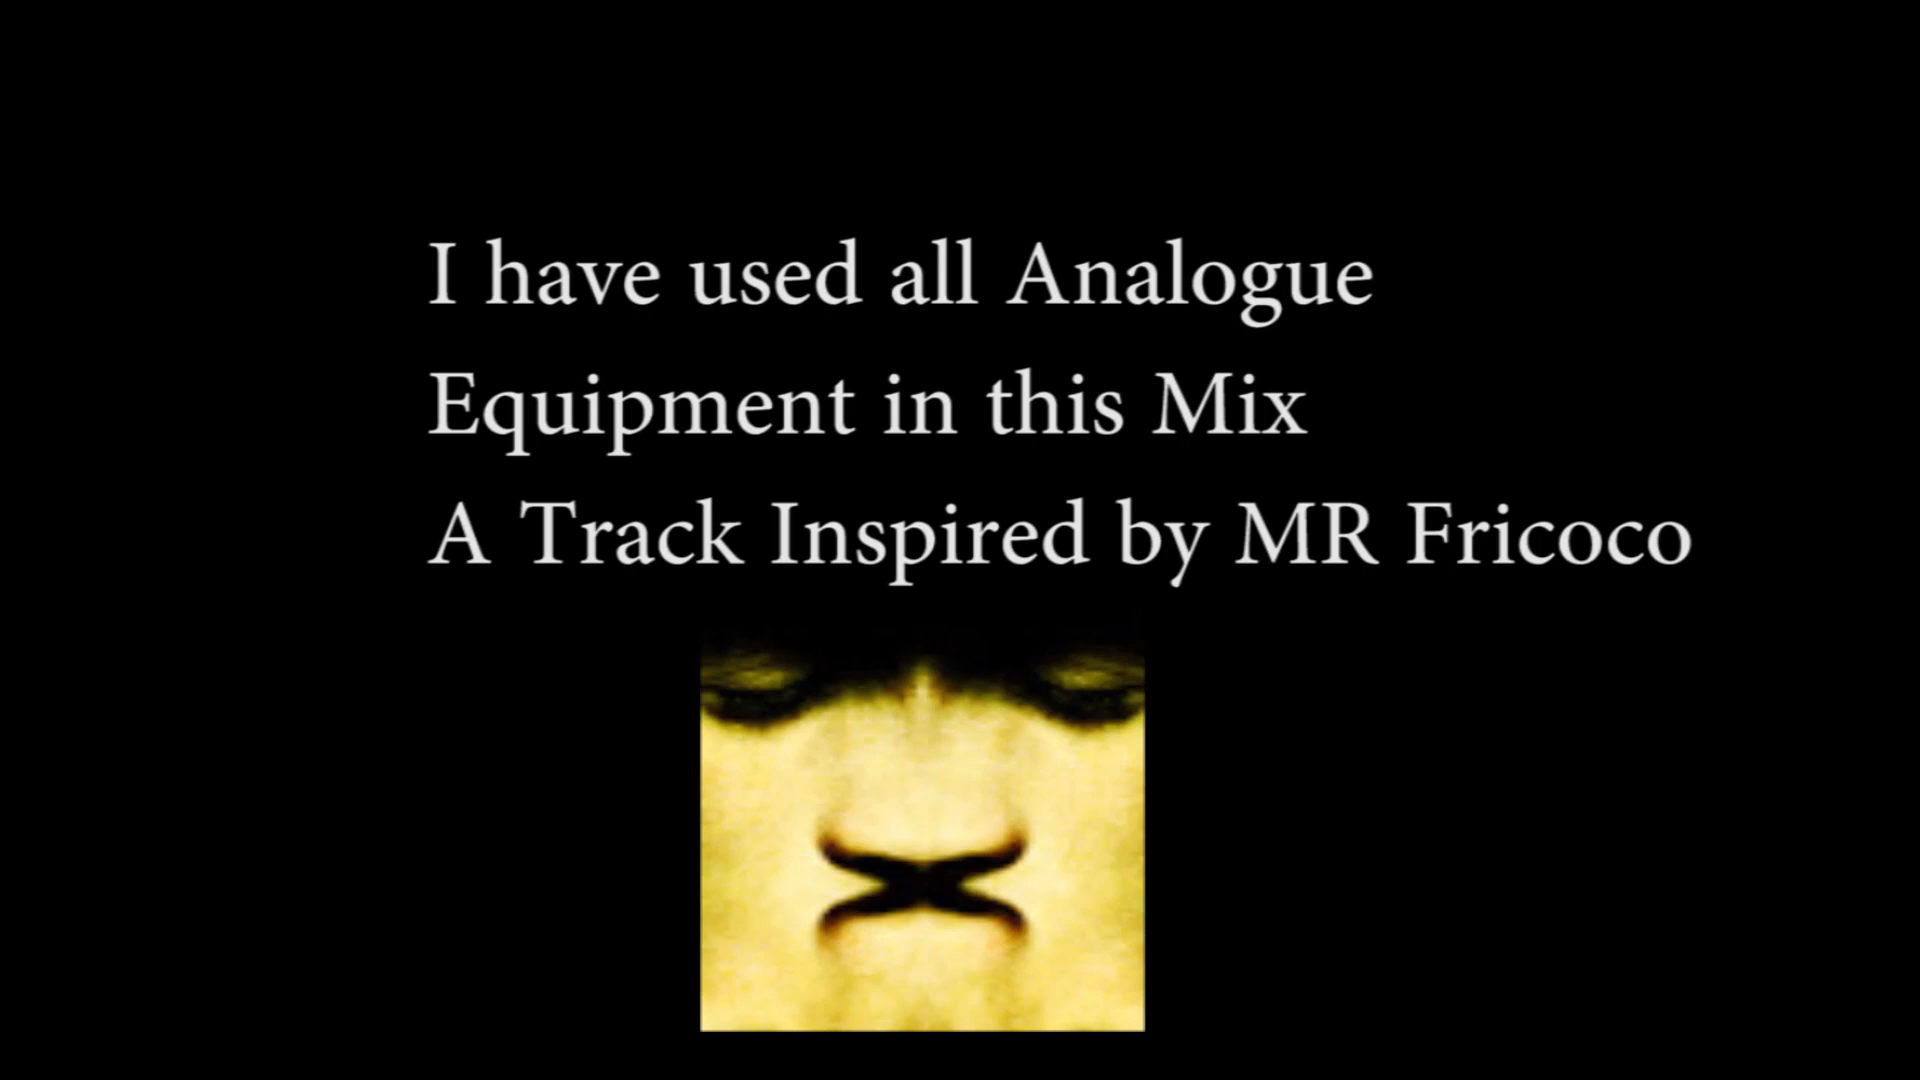 I have used all Analogue
Equipment in this Mix
A Track Inspired by MR Fricoco